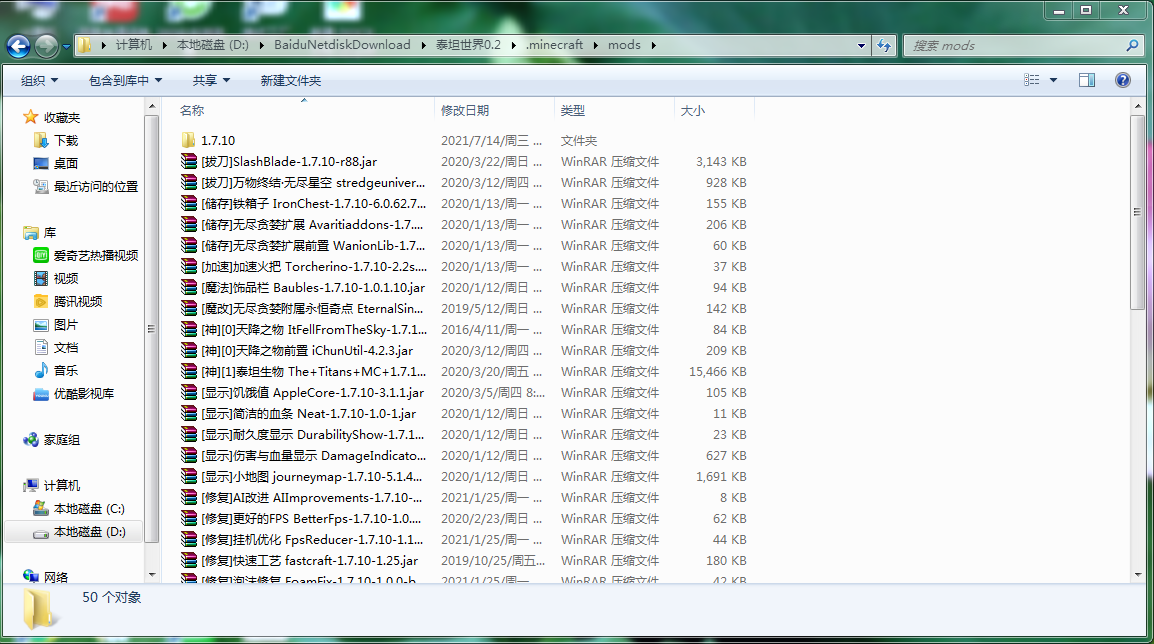 计算机 本地磁盘 (D:) BaiduNetdiskDownload 泰坦世界0.2 .minecraft mods 搜索 mods
组织 包含到库中 共享 新建文件夹
收藏夹
下载
桌面
最近访问的位置
库
爱奇艺热播视频
视频
腾讯视频
图片
文档
音乐
优酷影视库
家庭组
计算机
本地磁盘 (C:)
本地磁盘 (D:)
网络
名称 修改日期 类型 大小
1.7.10 2021/7/14/周三 ... 文件夹
[拔刀]SlashBlade-1.7.10-r88.jar 2020/3/22/周日 ... WinRAR 压缩文件 3,143 KB
[拔刀]万物终结·无尽星空 stredgeuniver... 2020/3/12/周四 ... WinRAR 压缩文件 928 KB
[储存]铁箱子 IronChest-1.7.10-6.0.62.7... 2020/1/13/周一 ... WinRAR 压缩文件 155 KB
[储存]无尽贪婪扩展 Avaritiaddons-1.7.... 2020/1/13/周一 ... WinRAR 压缩文件 206 KB
[储存]无尽贪婪扩展前置 WanionLib-1.7... 2020/1/13/周一 ... WinRAR 压缩文件 60 KB
[加速]加速火把 Torcherino-1.7.10-2.2s.... 2020/1/13/周一 ... WinRAR 压缩文件 37 KB
[魔法]饰品栏 Baubles-1.7.10-1.0.1.10.jar 2020/1/12/周日 ... WinRAR 压缩文件 94 KB
[魔改]无尽贪婪附属永恒奇点 EternalSin... 2019/5/12/周日 ... WinRAR 压缩文件 142 KB
[神][0]天降之物 ItFellFromTheSky-1.7.1... 2016/4/11/周一 ... WinRAR 压缩文件 84 KB
[神][0]天降之物前置 iChunUtil-4.2.3.jar 2020/3/12/周四 ... WinRAR 压缩文件 209 KB
[神][1]泰坦生物 The+Titans+MC+1.7.1... 2020/3/20/周五 ... WinRAR 压缩文件 15,466 KB
[显示]饥饿值 AppleCore-1.7.10-3.1.1.jar 2020/3/5/周四 8:... WinRAR 压缩文件 105 KB
[显示]简洁的血条 Neat-1.7.10-1.0-1.jar 2020/1/12/周日 ... WinRAR 压缩文件 11 KB
[显示]耐久度显示 DurabilityShow-1.7.1... 2020/1/12/周日 ... WinRAR 压缩文件 23 KB
[显示]伤害与血量显示 DamageIndicato... 2020/1/12/周日 ... WinRAR 压缩文件 627 KB
[显示]小地图 journeymap-1.7.10-5.1.4... 2020/1/12/周日 ... WinRAR 压缩文件 1,691 KB
[修复]AI改进 AIImprovements-1.7.10-... 2021/1/25/周一 ... WinRAR 压缩文件 8 KB
[修复]更好的FPS BetterFps-1.7.10-1.0.... 2020/2/23/周日 ... WinRAR 压缩文件 62 KB
[修复]挂机优化 FpsReducer-1.7.10-1.1... 2021/1/25/周一 ... WinRAR 压缩文件 44 KB
[修复]快速工艺 fastcraft-1.7.10-1.25.jar 2019/10/25/周五... WinRAR 压缩文件 180 KB
[修复]泡沫修复 FoamFix-1.7.10-1.0.0-b... 2021/1/25/周一 ... WinRAR 压缩文件 42 KB
50 个对象